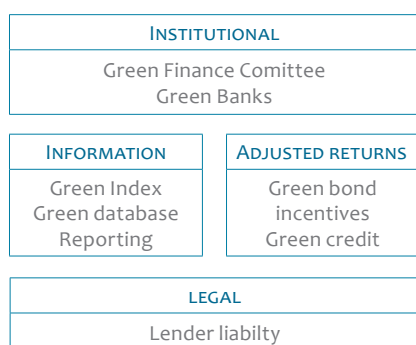 INSTITUTIONAL
Green Finance Comittee
Green Banks
INFORMATION
Green Index
Green database
Reporting
ADJUSTED RETURNS
Green bond
incentives
Green credit
LEGAL
Lender liabilty